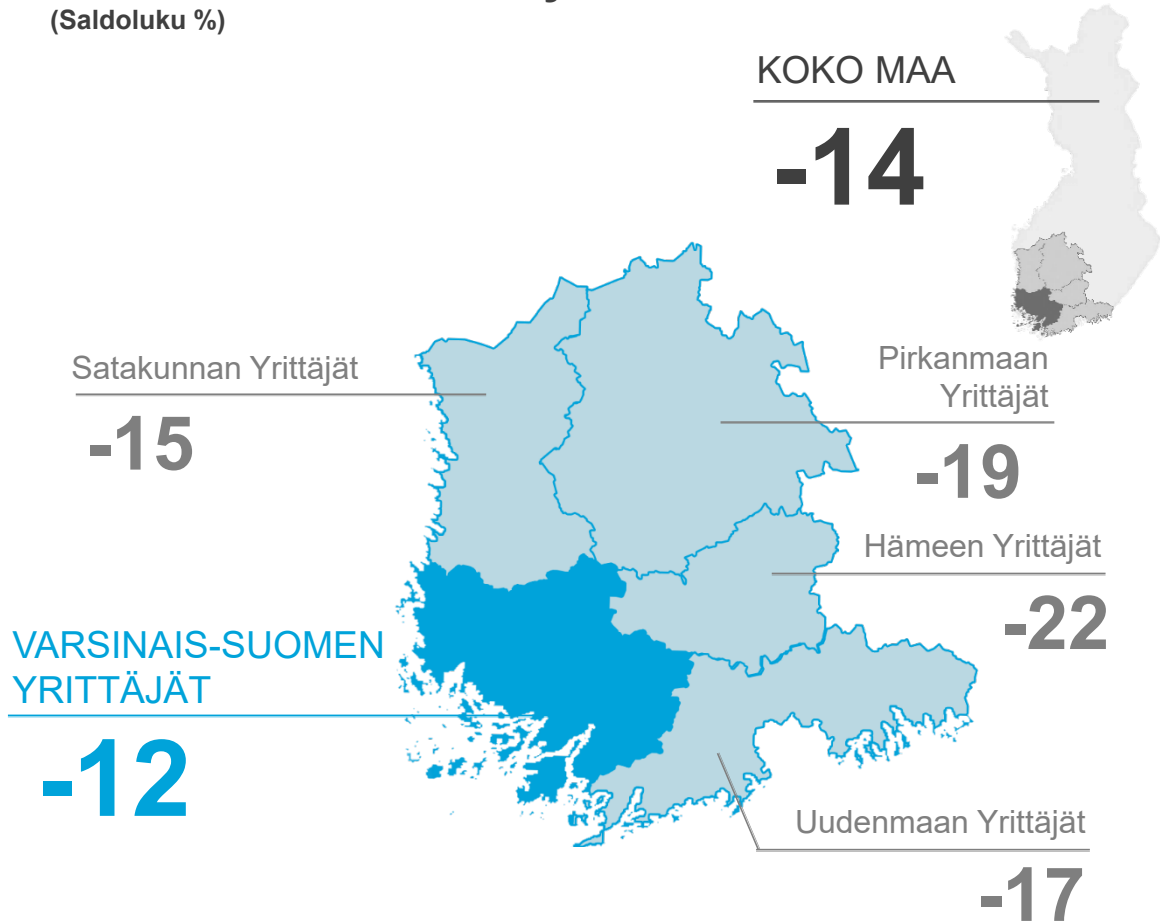 (Saldoluku %)
KOKO MAA
-14
Satakunnan Yrittäjät
-15
Pirkanmaan
Yrittäjät
-19
Hämeen Yrittäjät
-22
VARSINAIS-SUOMEN
YRITTÄJÄT
-12
Uudenmaan Yrittäjät
-17